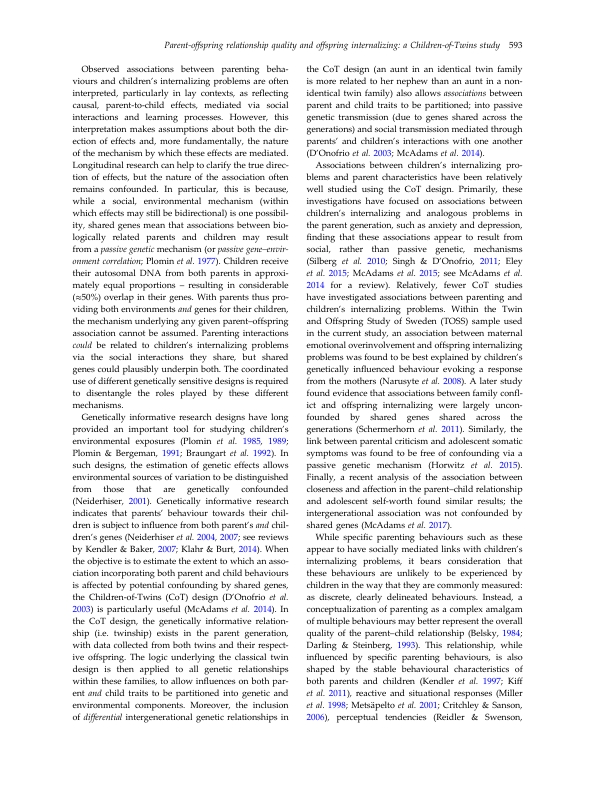 Parent-offspring relationship quality and offspring internalizing: a Children-of-Twins study 593
Observed associations between parenting beha-
viours and children's internalizing problems are often
interpreted, particularly in lay contexts, as reflecting
causal, parent-to-child effects, mediated via social
interactions and learning processes. However, this
interpretation makes assumptions about both the dir-
ection of effects and, more fundamentally, the nature
of the mechanism by which these effects are mediated.
Longitudinal research can help to clarify the true direc-
tion of effects, but the nature of the association often
remains confounded. In particular, this is because,
while a social, environmental mechanism (within
which effects may still be bidirectional) is one possibil-
ity, shared genes mean that associations between bio-
logically related parents and children may result
from a passive genetic mechanism (or passive gene–envir-
onment correlation; Plomin et al. 1977). Children receive
their autosomal DNA from both parents in approxi-
mately equal proportions – resulting in considerable
(≈50%) overlap in their genes. With parents thus pro-
viding both environments and genes for their children,
the mechanism underlying any given parent–offspring
association cannot be assumed. Parenting interactions
could be related to children's internalizing problems
via the social interactions they share, but shared
genes could plausibly underpin both. The coordinated
use of different genetically sensitive designs is required
to disentangle the roles played by these different
mechanisms.
Genetically informative research designs have long
provided an important tool for studying children's
environmental exposures (Plomin et al. 1985, 1989;
Plomin & Bergeman, 1991; Braungart et al. 1992). In
such designs, the estimation of genetic effects allows
environmental sources of variation to be distinguished
from those that are genetically confounded
(Neiderhiser, 2001). Genetically informative research
indicates that parents' behaviour towards their chil-
dren is subject to influence from both parent's and chil-
dren's genes (Neiderhiser et al. 2004, 2007; see reviews
by Kendler & Baker, 2007; Klahr & Burt, 2014). When
the objective is to estimate the extent to which an asso-
ciation incorporating both parent and child behaviours
is affected by potential confounding by shared genes,
the Children-of-Twins (CoT) design (D'Onofrio et al.
2003) is particularly useful (McAdams et al. 2014). In
the CoT design, the genetically informative relation-
ship (i.e. twinship) exists in the parent generation,
with data collected from both twins and their respect-
ive offspring. The logic underlying the classical twin
design is then applied to all genetic relationships
within these families, to allow influences on both par-
ent and child traits to be partitioned into genetic and
environmental components. Moreover, the inclusion
of differential intergenerational genetic relationships in
the CoT design (an aunt in an identical twin family
is more related to her nephew than an aunt in a non-
identical twin family) also allows associations between
parent and child traits to be partitioned; into passive
genetic transmission (due to genes shared across the
generations) and social transmission mediated through
parents' and children's interactions with one another
(D'Onofrio et al. 2003; McAdams et al. 2014).
Associations between children's internalizing pro-
blems and parent characteristics have been relatively
well studied using the CoT design. Primarily, these
investigations have focused on associations between
children's internalizing and analogous problems in
the parent generation, such as anxiety and depression,
finding that these associations appear to result from
social, rather than passive genetic, mechanisms
(Silberg et al. 2010; Singh & D'Onofrio, 2011; Eley
et al. 2015; McAdams et al. 2015; see McAdams et al.
2014 for a review). Relatively, fewer CoT studies
have investigated associations between parenting and
children's internalizing problems. Within the Twin
and Offspring Study of Sweden (TOSS) sample used
in the current study, an association between maternal
emotional overinvolvement and offspring internalizing
problems was found to be best explained by children's
genetically influenced behaviour evoking a response
from the mothers (Narusyte et al. 2008). A later study
found evidence that associations between family confl-
ict and offspring internalizing were largely uncon-
founded by shared genes shared across the
generations (Schermerhorn et al. 2011). Similarly, the
link between parental criticism and adolescent somatic
symptoms was found to be free of confounding via a
passive genetic mechanism (Horwitz et al. 2015).
Finally, a recent analysis of the association between
closeness and affection in the parent–child relationship
and adolescent self-worth found similar results; the
intergenerational association was not confounded by
shared genes (McAdams et al. 2017).
While specific parenting behaviours such as these
appear to have socially mediated links with children's
internalizing problems, it bears consideration that
these behaviours are unlikely to be experienced by
children in the way that they are commonly measured:
as discrete, clearly delineated behaviours. Instead, a
conceptualization of parenting as a complex amalgam
of multiple behaviours may better represent the overall
quality of the parent–child relationship (Belsky, 1984;
Darling & Steinberg, 1993). This relationship, while
influenced by specific parenting behaviours, is also
shaped by the stable behavioural characteristics of
both parents and children (Kendler et al. 1997; Kiff
et al. 2011), reactive and situational responses (Miller
et al. 1998; Metsäpelto et al. 2001; Critchley & Sanson,
2006), perceptual tendencies (Reidler & Swenson,